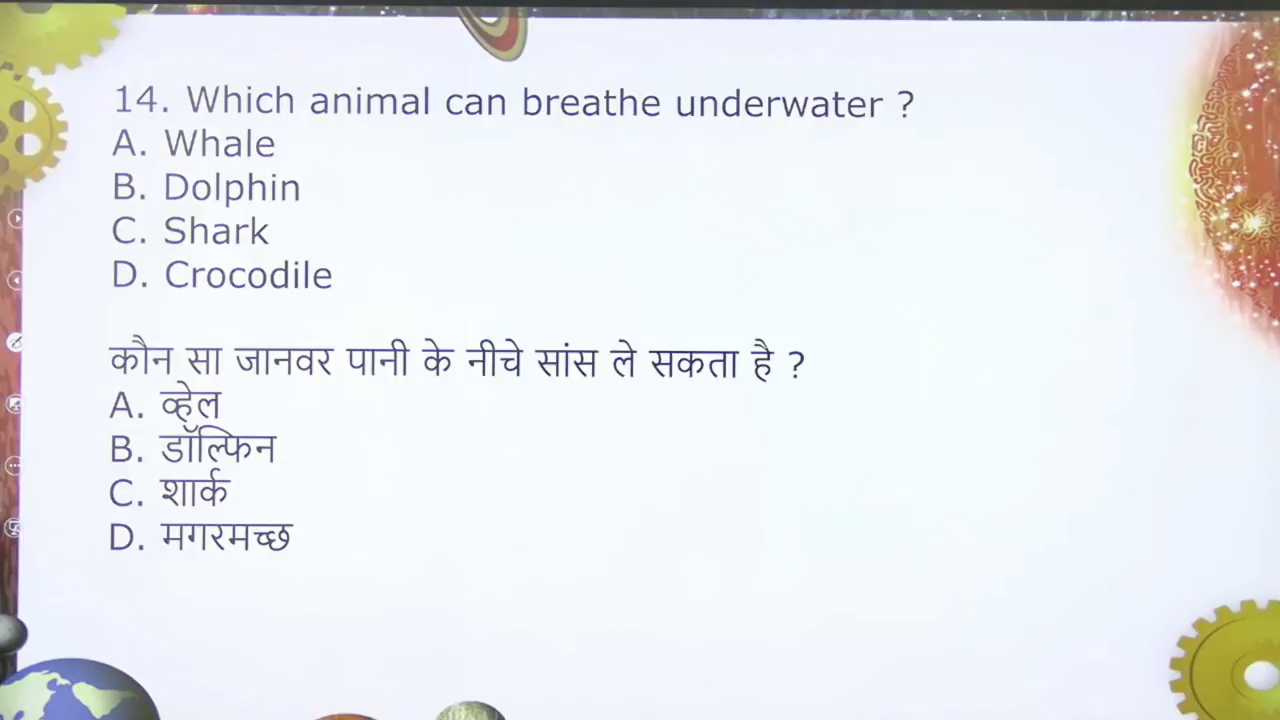 14. Which animal can breathe underwater ?
A. Whale
B. Dolphin
C. Shark
D. Crocodile
कौन सा जानवर पानी के नीचे सांस ले सकता है ?
A. व्हेल
B. डॉल्फिन
C. शार्क
D. मगरमच्छ